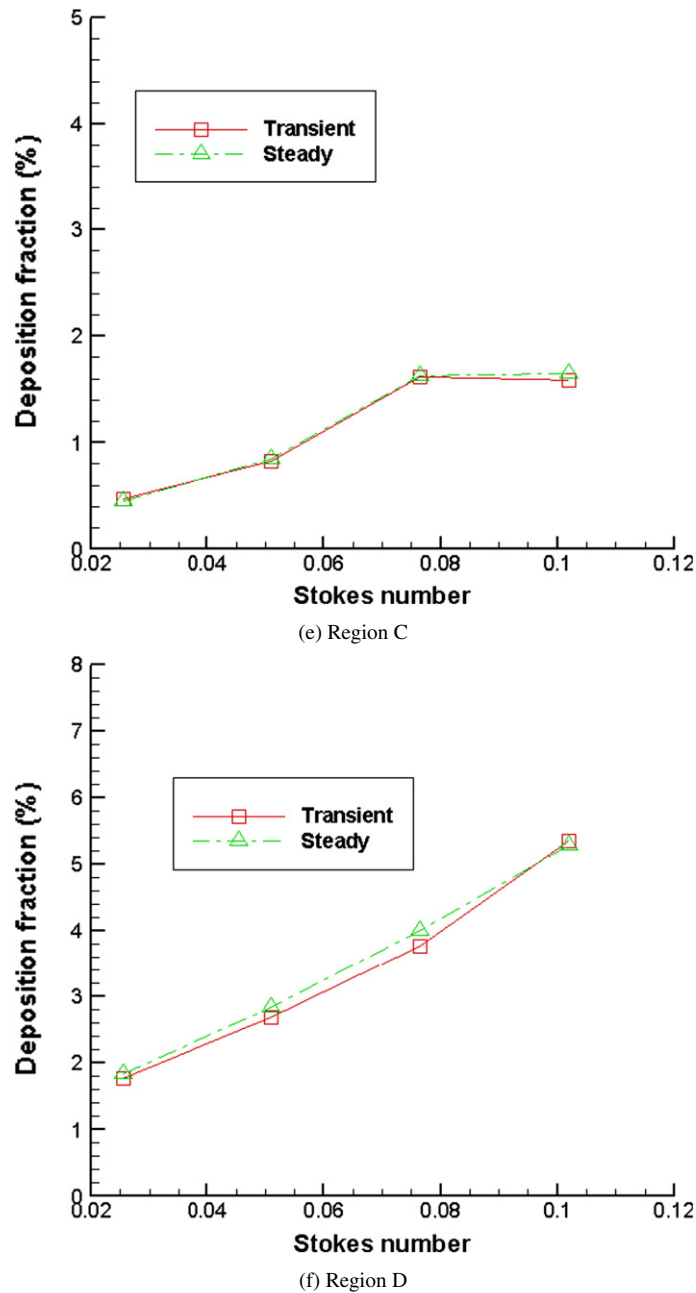 5
4
3
2
1
0
Deposition fraction (%)
Transient
Steady
0.02
0.04
0.06
0.08
0.1
0.12
Stokes number
(e) Region C
8
7
6
5
4
3
2
1
0
Deposition fraction (%)
Transient
Steady
0.02
0.04
0.06
0.08
0.1
0.12
Stokes number
(f) Region D